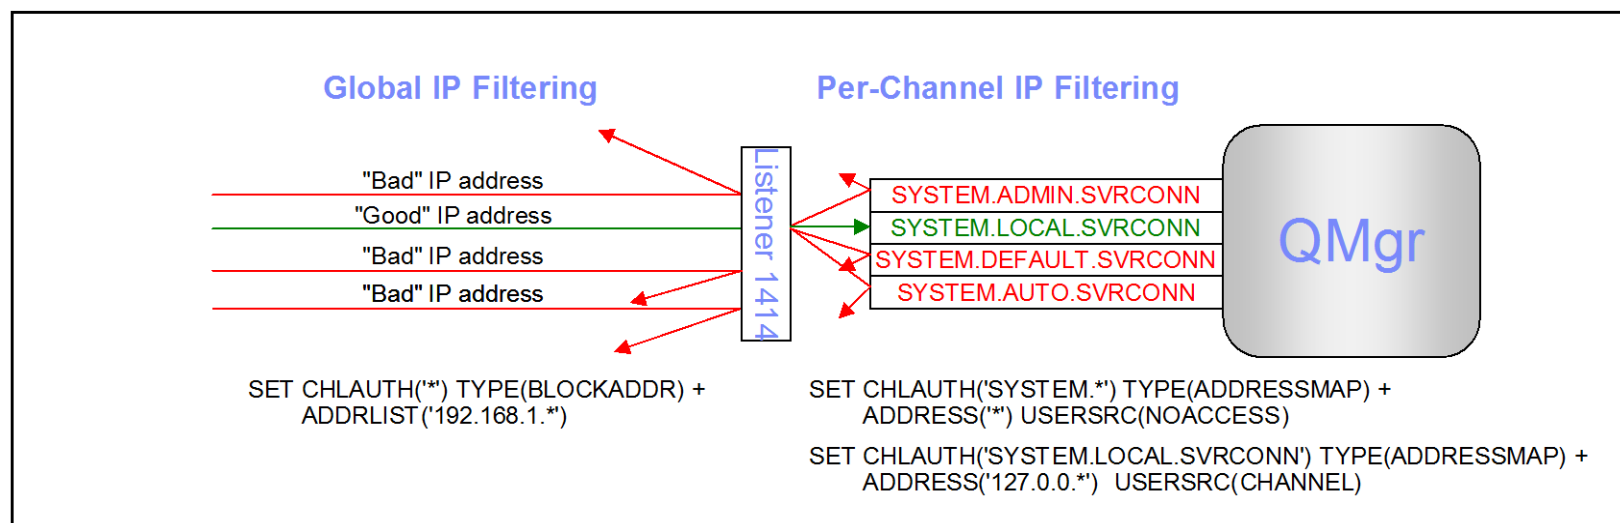 Global IP Filtering
Per-Channel IP Filtering
"Bad" IP address
"Good" IP address
"Bad" IP address
"Bad" IP address
Listener 1414
SYSTEM.ADMIN.SVRCONN
SYSTEM.LOCAL.SVRCONN
SYSTEM.DEFAULT.SVRCONN
SYSTEM.AUTO.SVRCONN
QMgr
SET CHLAUTH('*') TYPE(BLOCKADDR) +
ADDRLIST('192.168.1.*')
SET CHLAUTH('SYSTEM.*') TYPE(ADDRESSMAP) +
ADDRESS('*') USERSRC(NOACCESS)
SET CHLAUTH('SYSTEM.LOCAL.SVRCONN') TYPE(ADDRESSMAP) +
ADDRESS('127.0.0.*')  USERSRC(CHANNEL)